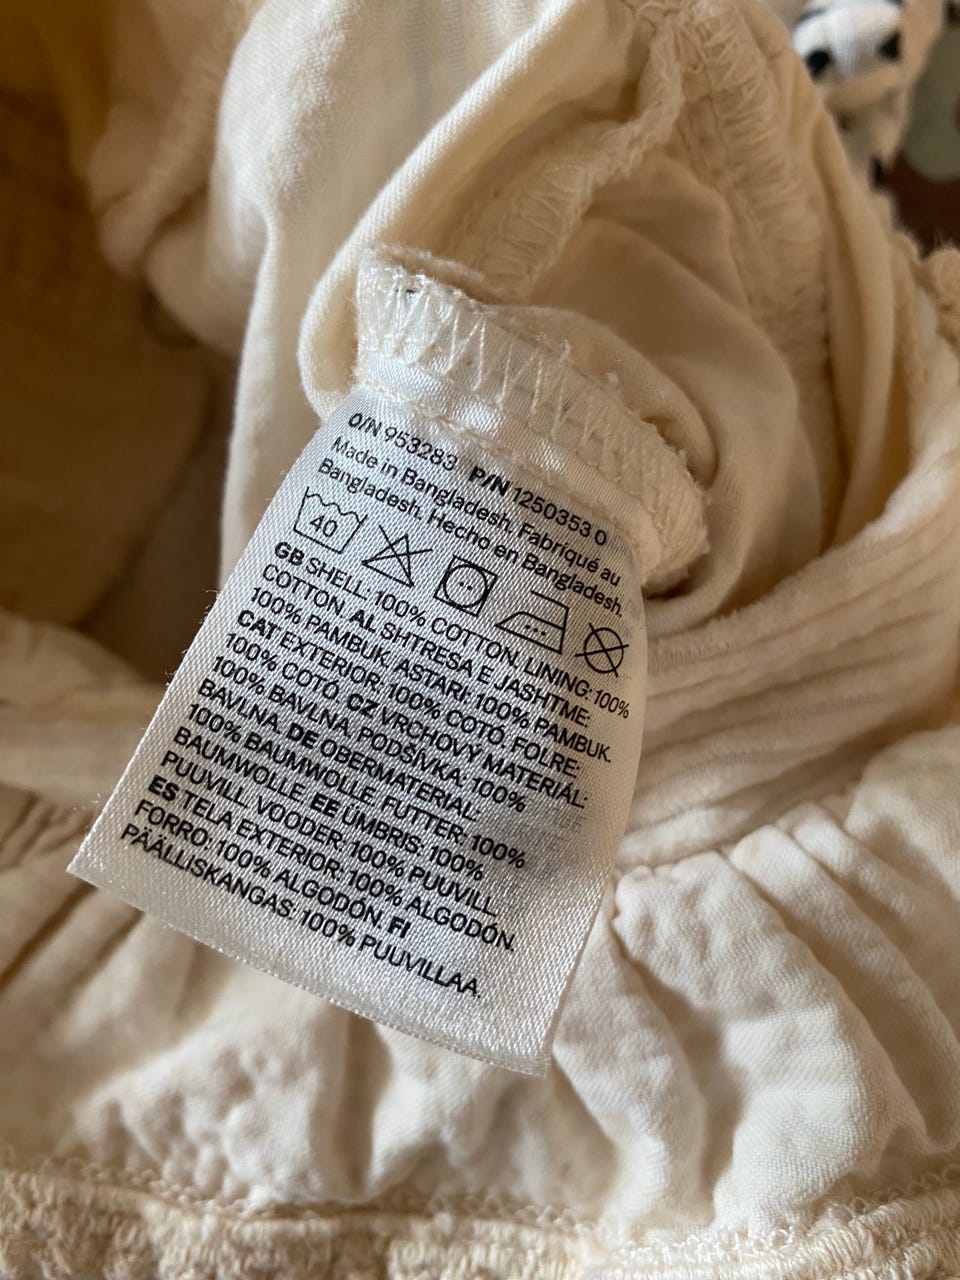 O/N 953283 P/N 1250353 0
Made in Bangladesh. Fabriqué au
Bangladesh. Hecho en Bangladesh.
40
GB SHELL: 100% COTTON. LINING: 100%
COTTON. AL SHTRESA E JASHTME:
100% PAMBUK. ASTARI: 100% PAMBUK.
CAT EXTERIOR: 100% COTÓ. FOLRE:
100% COTÓ. CZ VRCHOVÝ MATERIÁL:
100% BAVLNA. PODŠÍVKA: 100%
BAVLNA. DE OBERMATERIAL:
100% BAUMWOLLE. FUTTER: 100%
BAUMWOLLE. EE ÜMBRIS: 100%
PUUVILL. VOODER: 100% PUUVILL.
ES TELA EXTERIOR: 100% ALGODÓN.
FORRO: 100% ALGODÓN. FI
PÄÄLLISKANGAS: 100% PUUVILLAA.